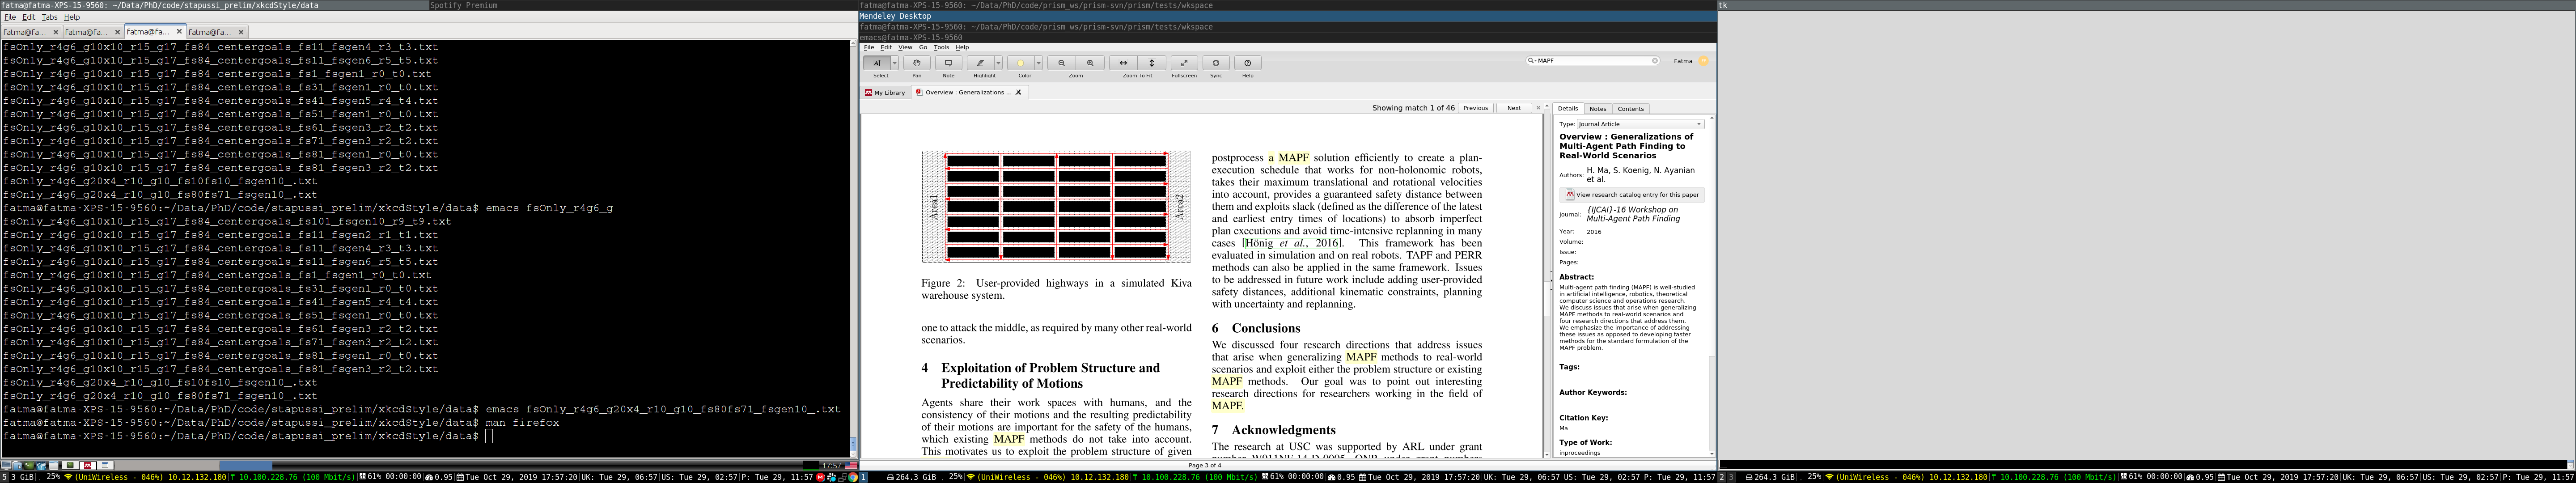 fatma@fatma-XPS-15-9560: ~/Data/PhD/code/stapussi_prelim/xkcdStyle/data
Spotify Premium
File Edit Tabs Help
fatma@fa... fatma@fa... fatma@fa... fatma@fa...
fsOnly_r4g6_g10x10_r15_g17_fs84_centergoals_fs11_fsgen4_r3_t3.txt
fsOnly_r4g6_g10x10_r15_g17_fs84_centergoals_fs11_fsgen6_r5_t5.txt
fsOnly_r4g6_g10x10_r15_g17_fs84_centergoals_fs1_fsgen1_r0_t0.txt
fsOnly_r4g6_g10x10_r15_g17_fs84_centergoals_fs31_fsgen1_r0_t0.txt
fsOnly_r4g6_g10x10_r15_g17_fs84_centergoals_fs41_fsgen5_r4_t4.txt
fsOnly_r4g6_g10x10_r15_g17_fs84_centergoals_fs51_fsgen1_r0_t0.txt
fsOnly_r4g6_g10x10_r15_g17_fs84_centergoals_fs61_fsgen3_r2_t2.txt
fsOnly_r4g6_g10x10_r15_g17_fs84_centergoals_fs71_fsgen3_r2_t2.txt
fsOnly_r4g6_g10x10_r15_g17_fs84_centergoals_fs81_fsgen1_r0_t0.txt
fsOnly_r4g6_g10x10_r15_g17_fs84_centergoals_fs81_fsgen3_r2_t2.txt
fsOnly_r4g6_g20x4_r10_g10_fs10fs10_fsgen10_.txt
fsOnly_r4g6_g20x4_r10_g10_fs80fs71_fsgen10_.txt
fatma@fatma-XPS-15-9560:~/Data/PhD/code/stapussi_prelim/xkcdStyle/data$ emacs fsOnly_r4g6_g
fsOnly_r4g6_g10x10_r15_g17_fs84_centergoals_fs101_fsgen10_r9_t9.txt
fsOnly_r4g6_g10x10_r15_g17_fs84_centergoals_fs11_fsgen2_r1_t1.txt
fsOnly_r4g6_g10x10_r15_g17_fs84_centergoals_fs11_fsgen4_r3_t3.txt
fsOnly_r4g6_g10x10_r15_g17_fs84_centergoals_fs11_fsgen6_r5_t5.txt
fsOnly_r4g6_g10x10_r15_g17_fs84_centergoals_fs1_fsgen1_r0_t0.txt
fsOnly_r4g6_g10x10_r15_g17_fs84_centergoals_fs31_fsgen1_r0_t0.txt
fsOnly_r4g6_g10x10_r15_g17_fs84_centergoals_fs41_fsgen5_r4_t4.txt
fsOnly_r4g6_g10x10_r15_g17_fs84_centergoals_fs51_fsgen1_r0_t0.txt
fsOnly_r4g6_g10x10_r15_g17_fs84_centergoals_fs61_fsgen3_r2_t2.txt
fsOnly_r4g6_g10x10_r15_g17_fs84_centergoals_fs71_fsgen3_r2_t2.txt
fsOnly_r4g6_g10x10_r15_g17_fs84_centergoals_fs81_fsgen1_r0_t0.txt
fsOnly_r4g6_g10x10_r15_g17_fs84_centergoals_fs81_fsgen3_r2_t2.txt
fsOnly_r4g6_g20x4_r10_g10_fs10fs10_fsgen10_.txt
fsOnly_r4g6_g20x4_r10_g10_fs80fs71_fsgen10_.txt
fatma@fatma-XPS-15-9560:~/Data/PhD/code/stapussi_prelim/xkcdStyle/data$ emacs fsOnly_r4g6_g20x4_r10_g10_fs80fs71_fsgen10_.txt
fatma@fatma-XPS-15-9560:~/Data/PhD/code/stapussi_prelim/xkcdStyle/data$ man firefox
fatma@fatma-XPS-15-9560:~/Data/PhD/code/stapussi_prelim/xkcdStyle/data$
17:57
5 3 GiB 25% (UniWireless - 046%) 10.12.132.180 10.100.228.76 (100 Mbit/s) 61% 00:00:00 0.95 Tue Oct 29, 2019 17:57:20 UK: Tue 29, 06:57 US: Tue 29, 02:57 P: Tue 29, 11:57
fatma@fatma-XPS-15-9560: ~/Data/PhD/code/prism_ws/prism-svn/prism/tests/wkspace
Mendeley Desktop
fatma@fatma-XPS-15-9560: ~/Data/PhD/code/prism_ws/prism-svn/prism/tests/wkspace
emacs@fatma-XPS-15-9560
File Edit View Go Tools Help
MAPF
Fatma
Select Pan Note Highlight Color Zoom Zoom To Fit Fullscreen Sync Help
My Library
Overview : Generalizations ...
Showing match 1 of 46 Previous Next
Area1
Area2
Figure 2: User-provided highways in a simulated Kiva
warehouse system.
one to attack the middle, as required by many other real-world
scenarios.
4 Exploitation of Problem Structure and
Predictability of Motions
Agents share their work spaces with humans, and the
consistency of their motions and the resulting predictability
of their motions are important for the safety of the humans,
which existing MAPF methods do not take into account.
This motivates us to exploit the problem structure of given
postprocess a MAPF solution efficiently to create a plan-
execution schedule that works for non-holonomic robots,
takes their maximum translational and rotational velocities
into account, provides a guaranteed safety distance between
them and exploits slack (defined as the difference of the latest
and earliest entry times of locations) to absorb imperfect
plan executions and avoid time-intensive replanning in many
cases [Hönig et al., 2016]. This framework has been
evaluated in simulation and on real robots. TAPF and PERR
methods can also be applied in the same framework. Issues
to be addressed in future work include adding user-provided
safety distances, additional kinematic constraints, planning
with uncertainty and replanning.
6 Conclusions
We discussed four research directions that address issues
that arise when generalizing MAPF methods to real-world
scenarios and exploit either the problem structure or existing
MAPF methods. Our goal was to point out interesting
research directions for researchers working in the field of
MAPF.
7 Acknowledgments
The research at USC was supported by ARL under grant
Page 3 of 4
Details Notes Contents
Type: Journal Article
Overview : Generalizations of
Multi-Agent Path Finding to
Real-World Scenarios
Authors: H. Ma, S. Koenig, N. Ayanian
et al.
View research catalog entry for this paper
Journal: {IJCAI}-16 Workshop on
Multi-Agent Path Finding
Year: 2016
Volume:
Issue:
Pages:
Abstract:
Multi-agent path finding (MAPF) is well-studied
in artificial intelligence, robotics, theoretical
computer science and operations research.
We discuss issues that arise when generalizing
MAPF methods to real-world scenarios and
four research directions that address them.
We emphasize the importance of addressing
these issues as opposed to developing faster
methods for the standard formulation of the
MAPF problem.
Tags:
Author Keywords:
Citation Key:
Ma
Type of Work:
inproceedings
1 264.3 GiB 25% (UniWireless - 046%) 10.12.132.180 10.100.228.76 (100 Mbit/s) 61% 00:00:00 0.95 Tue Oct 29, 2019 17:57:20 UK: Tue 29, 06:57 US: Tue 29, 02:57 P: Tue 29, 11:57
tk
2 3 264.3 GiB 25% (UniWireless - 046%) 10.12.132.180 10.100.228.76 (100 Mbit/s) 61% 00:00:00 0.95 Tue Oct 29, 2019 17:57:20 UK: Tue 29, 06:57 US: Tue 29, 02:57 P: Tue 29, 11:57